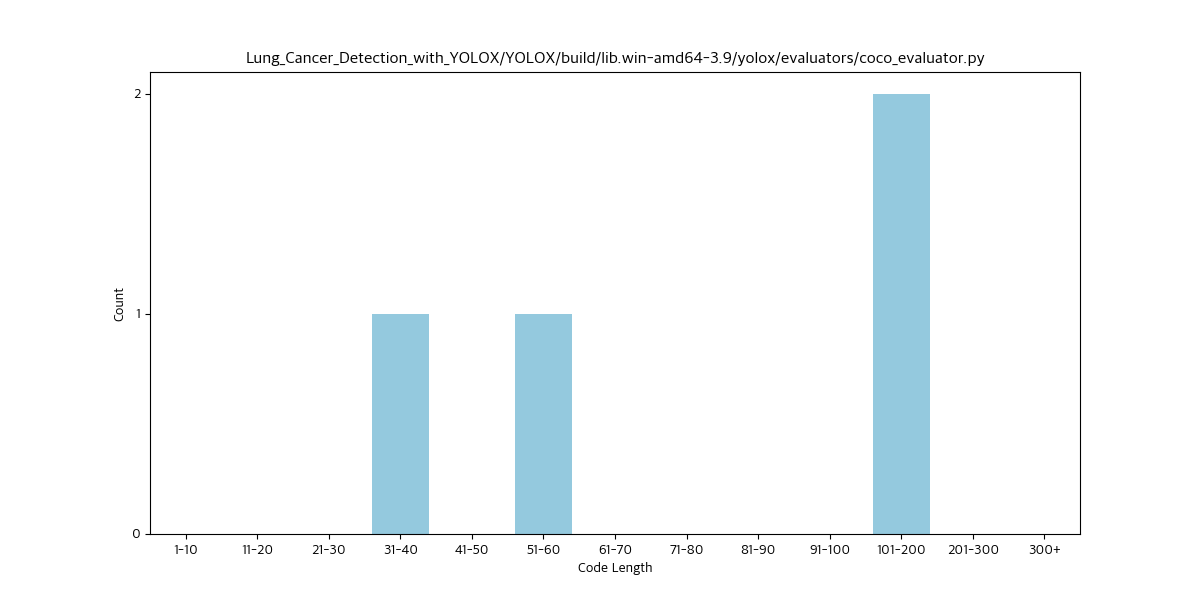 Lung_Cancer_Detection_with_YOLOX/YOLOX/build/lib.win-amd64-3.9/yolox/evaluators/coco_evaluator.py
2
1
0
Count
1-10 11-20 21-30 31-40 41-50 51-60 61-70 71-80 81-90 91-100 101-200 201-300 300+
Code Length